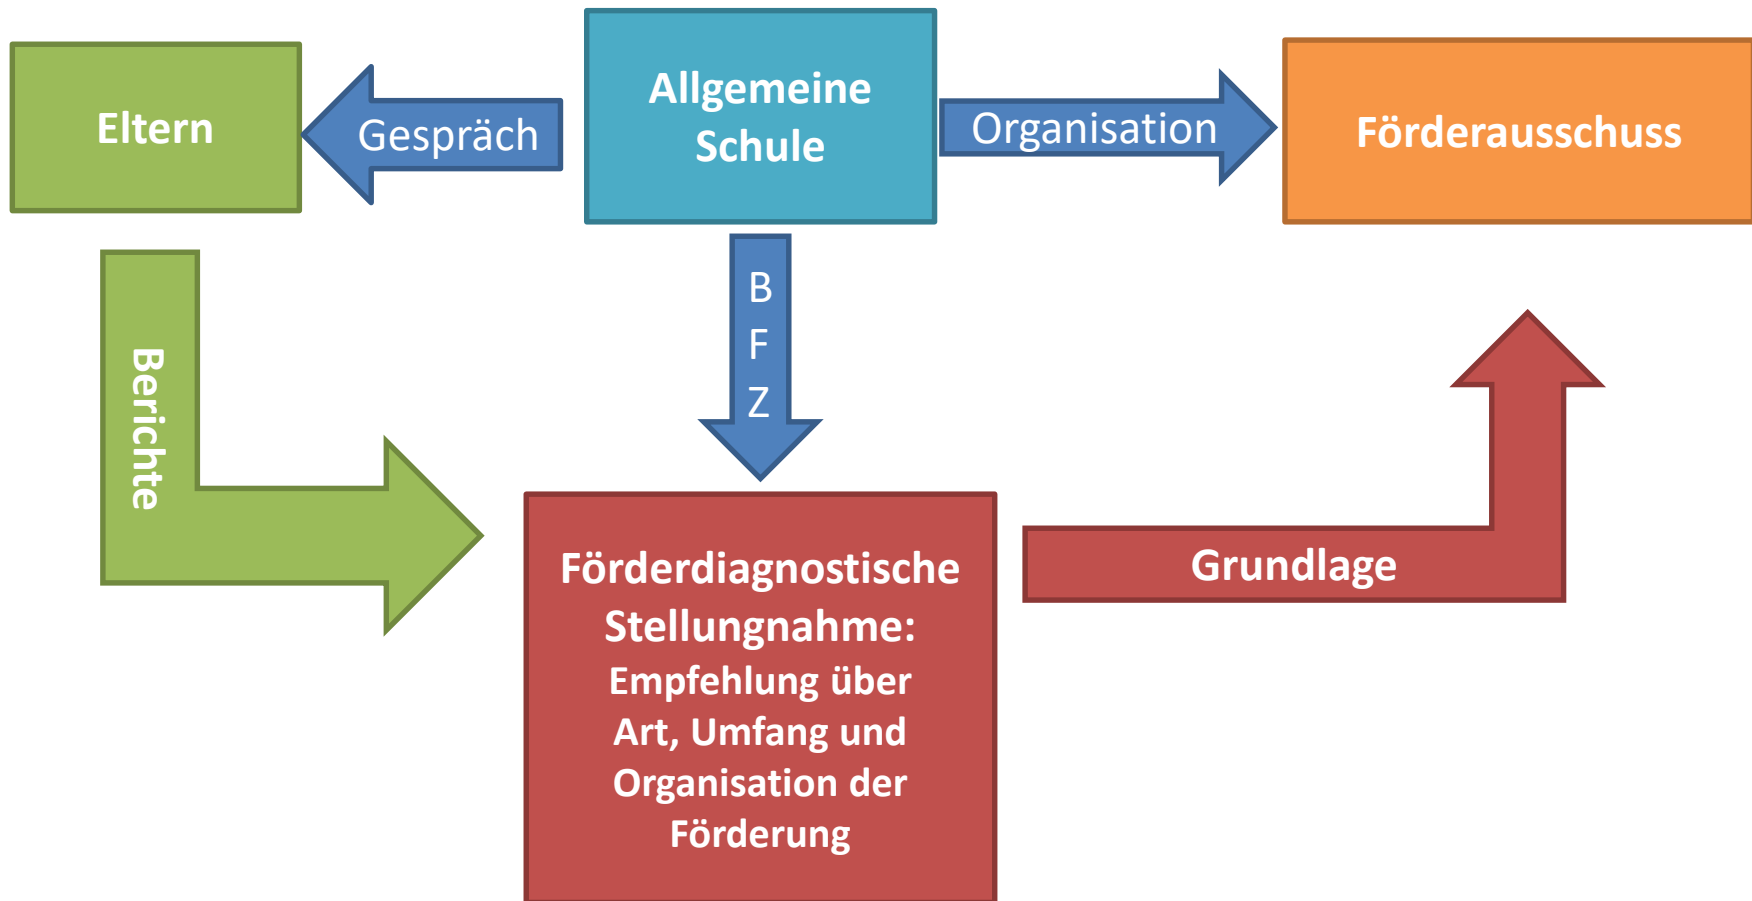 Eltern
Gespräch
Allgemeine
Schule
Organisation
Förderausschuss
Berichte
B
F
Z
Förderdiagnostische
Stellungnahme:
Empfehlung über
Art, Umfang und
Organisation der
Förderung
Grundlage